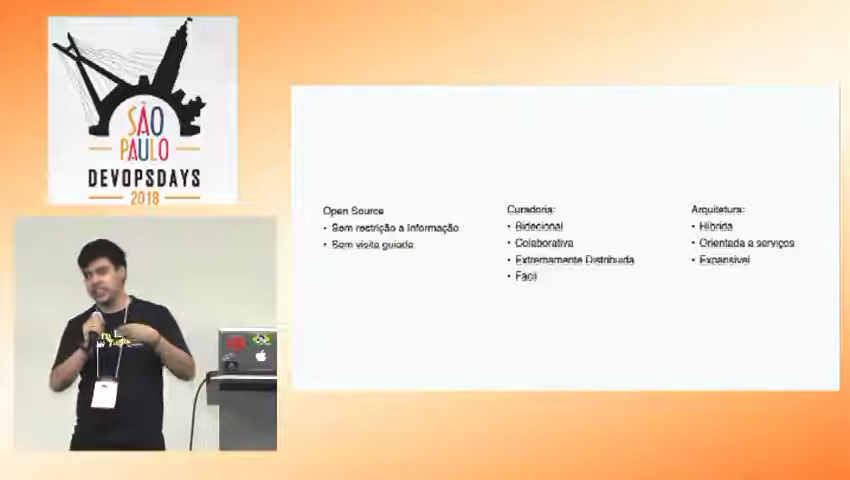 SÃO
PAULO
DEVOPSDAYS
2018
Open Source
• Sem restrição a Informação
• Sem visita guiada
Curadoria:
• Bidecional
• Colaborativa
• Extremamente Distribuida
• Fácil
Arquitetura:
• Híbrida
• Orientada a serviços
• Expansível